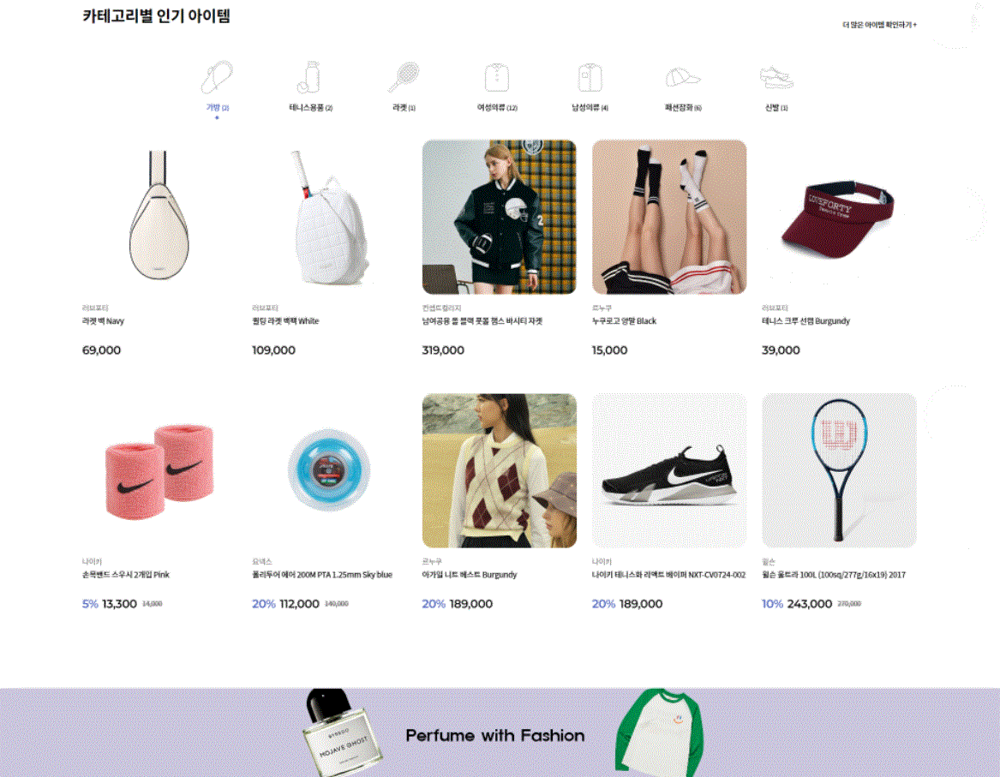 카테고리별 인기 아이템
더 많은 아이템 확인하기 +
가방 (2)
테니스용품 (2)
라켓 (1)
여성의류 (12)
남성의류 (4)
패션잡화 (6)
신발 (1)
LOVEFORTY
러브포티
라켓 백 Navy
69,000
러브포티
퀼팅 라켓 백팩 White
109,000
컨셉트컬리지
남여공용 울 블랙 풋볼 챔스 바시티 자켓
319,000
르누쿠
누쿠로고 양말 Black
15,000
러브포티
테니스 크루 선캡 Burgundy
39,000
나이키
손목밴드 스우시 2개입 Pink
5% 13,300 14,000
요넥스
폴리투어 에어 200M PTA 1.25mm Sky blue
20% 112,000 140,000
르누쿠
아가일 니트 베스트 Burgundy
20% 189,000
나이키
나이키 테니스화 리액트 베이퍼 NXT-CV0724-002
20% 189,000
윌슨
윌슨 울트라 100L (100sq/277g/16x19) 2017
10% 243,000 270,000
BYREDO
MOJAVE GHOST
Perfume with Fashion